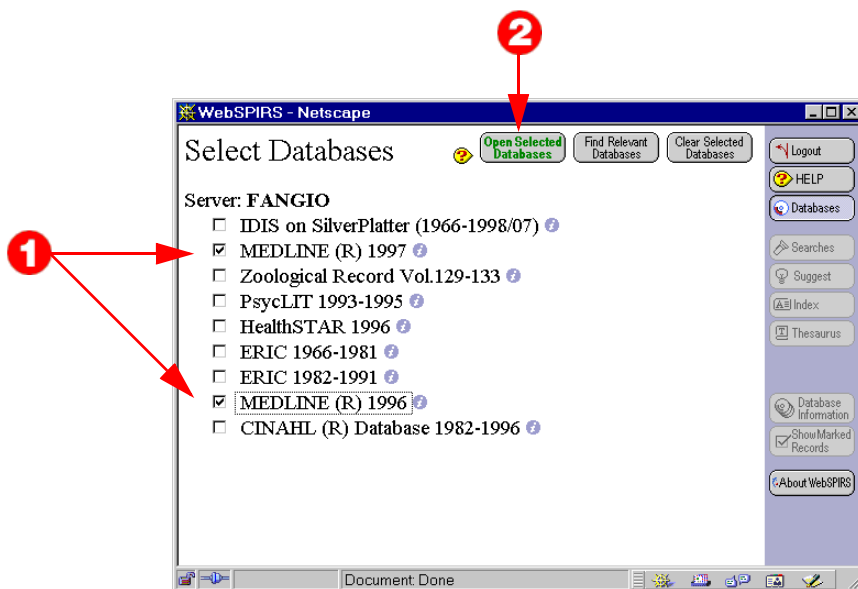 2
WebSPIRS - Netscape
Select Databases
?
Open Selected
Databases
Find Relevant
Databases
Clear Selected
Databases
Logout
? HELP
Databases
Server: FANGIO
IDIS on SilverPlatter (1966-1998/07) i
1
MEDLINE (R) 1997 i
Zoological Record Vol.129-133 i
PsycLIT 1993-1995 i
HealthSTAR 1996 i
ERIC 1966-1981 i
ERIC 1982-1991 i
MEDLINE (R) 1996 i
CINAHL (R) Database 1982-1996 i
Searches
Suggest
Index
Thesaurus
Database
Information
Show Marked
Records
About WebSPIRS
Document: Done